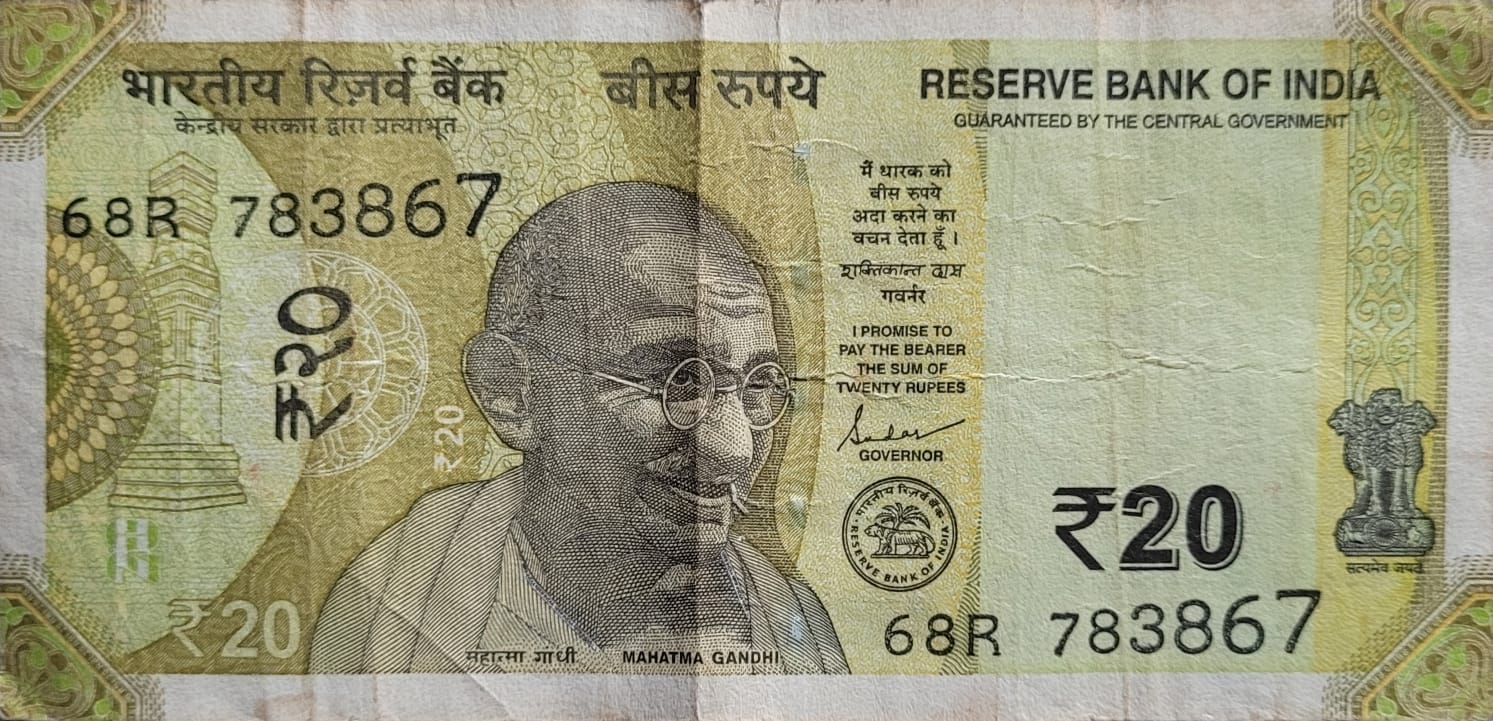 भारतीय रिज़र्व बैंक
केन्द्रीय सरकार द्वारा प्रत्याभूत
बीस रुपये
RESERVE BANK OF INDIA
GUARANTEED BY THE CENTRAL GOVERNMENT
68R 783867
₹२०
₹20
मैं धारक को
बीस रुपये
अदा करने का
वचन देता हूँ ।
शक्तिकान्त दास
गवर्नर
I PROMISE TO
PAY THE BEARER
THE SUM OF
TWENTY RUPEES
GOVERNOR
भारतीय रिज़र्व बैंक
RESERVE BANK OF INDIA
₹20
सत्यमेव जयते
₹20
महात्मा गांधी
MAHATMA GANDHI
68R 783867